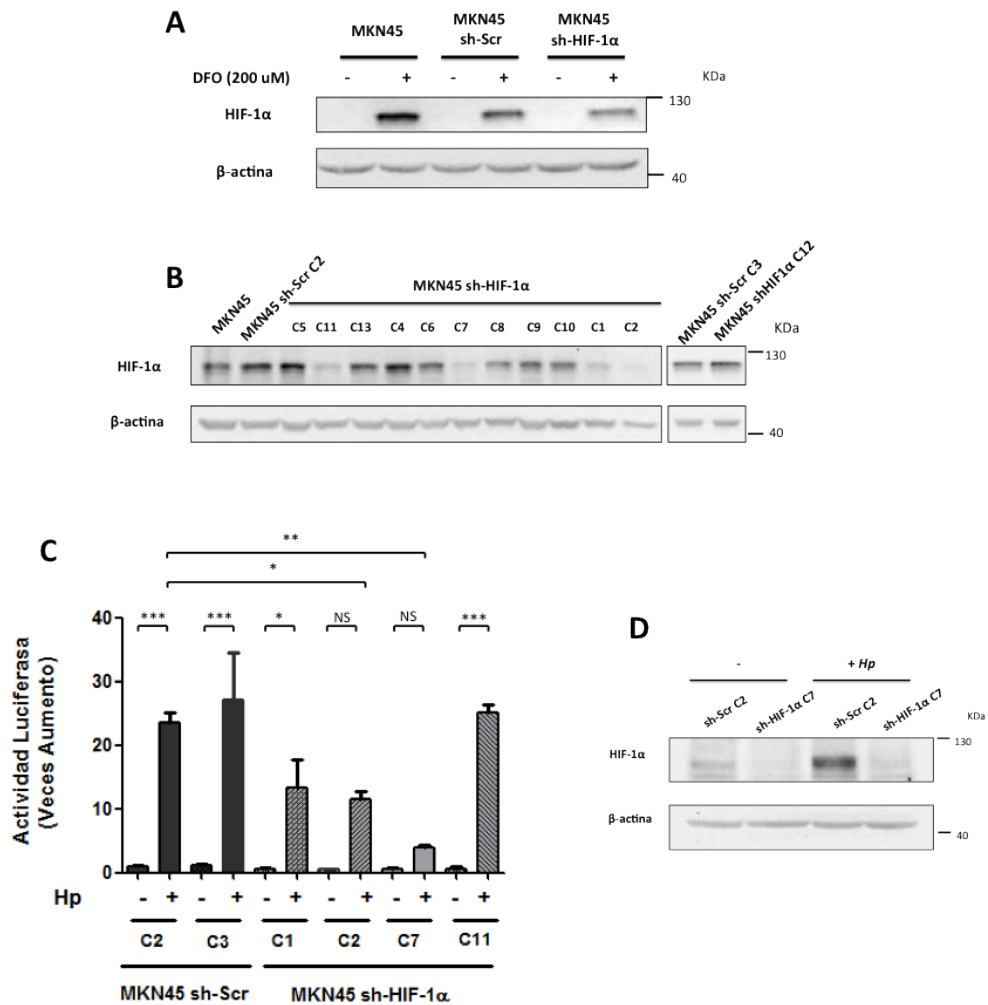 A
MKN45
MKN45 sh-Scr
MKN45 sh-HIF-1α
DFO (200 uM)
- + - + - +
KDa
HIF-1α
130
β-actina
40
B
MKN45
MKN45 sh-Scr C2
MKN45 sh-HIF-1α
C5 C11 C13 C4 C6 C7 C8 C9 C10 C1 C2
MKN45 sh-Scr C3
MKN45 shHIF1α C12
KDa
HIF-1α
130
β-actina
40
C
**
*
*** *** * NS NS ***
Actividad Luciferasa
(Veces Aumento)
40
30
20
10
0
Hp - + - + - + - + - + - +
C2 C3 C1 C2 C7 C11
MKN45 sh-Scr MKN45 sh-HIF-1α
D
- + Hp
sh-Scr C2
sh-HIF-1α C7
sh-Scr C2
sh-HIF-1α C7
KDa
HIF-1α
130
β-actina
40